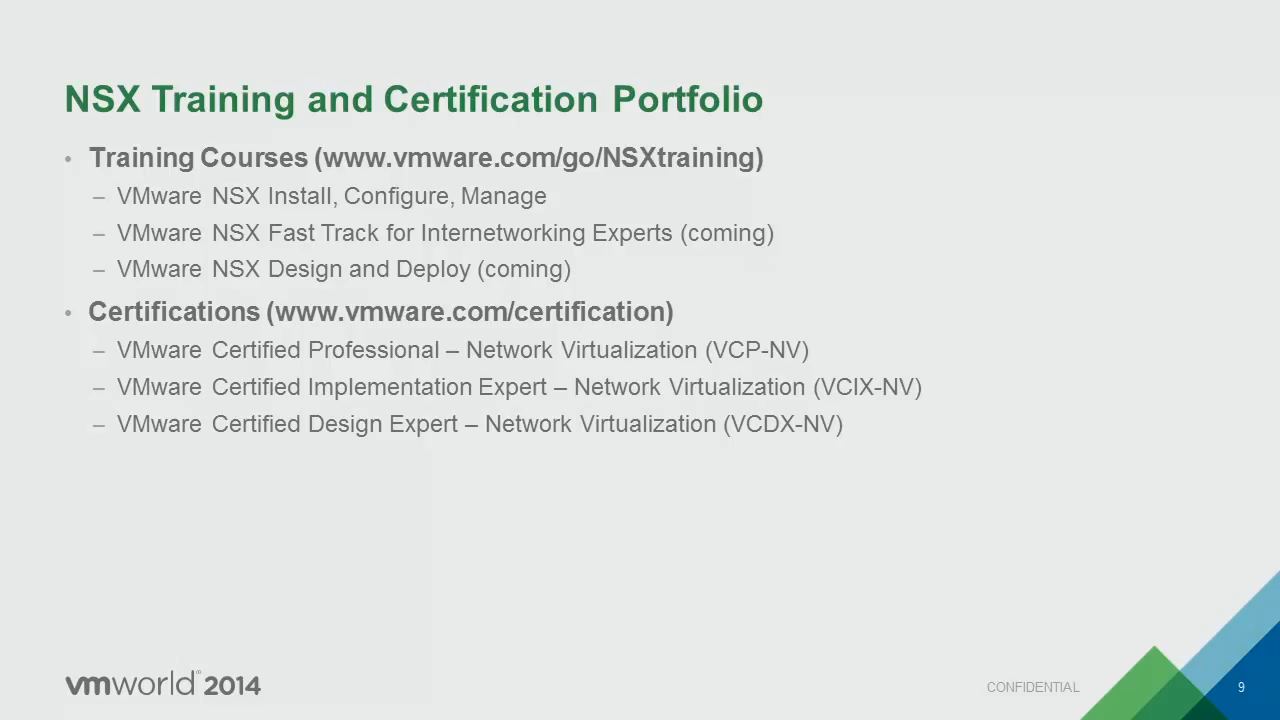 NSX Training and Certification Portfolio
• Training Courses (www.vmware.com/go/NSXtraining)
– VMware NSX Install, Configure, Manage
– VMware NSX Fast Track for Internetworking Experts (coming)
– VMware NSX Design and Deploy (coming)
• Certifications (www.vmware.com/certification)
– VMware Certified Professional – Network Virtualization (VCP-NV)
– VMware Certified Implementation Expert – Network Virtualization (VCIX-NV)
– VMware Certified Design Expert – Network Virtualization (VCDX-NV)
vmworld® 2014
CONFIDENTIAL
9